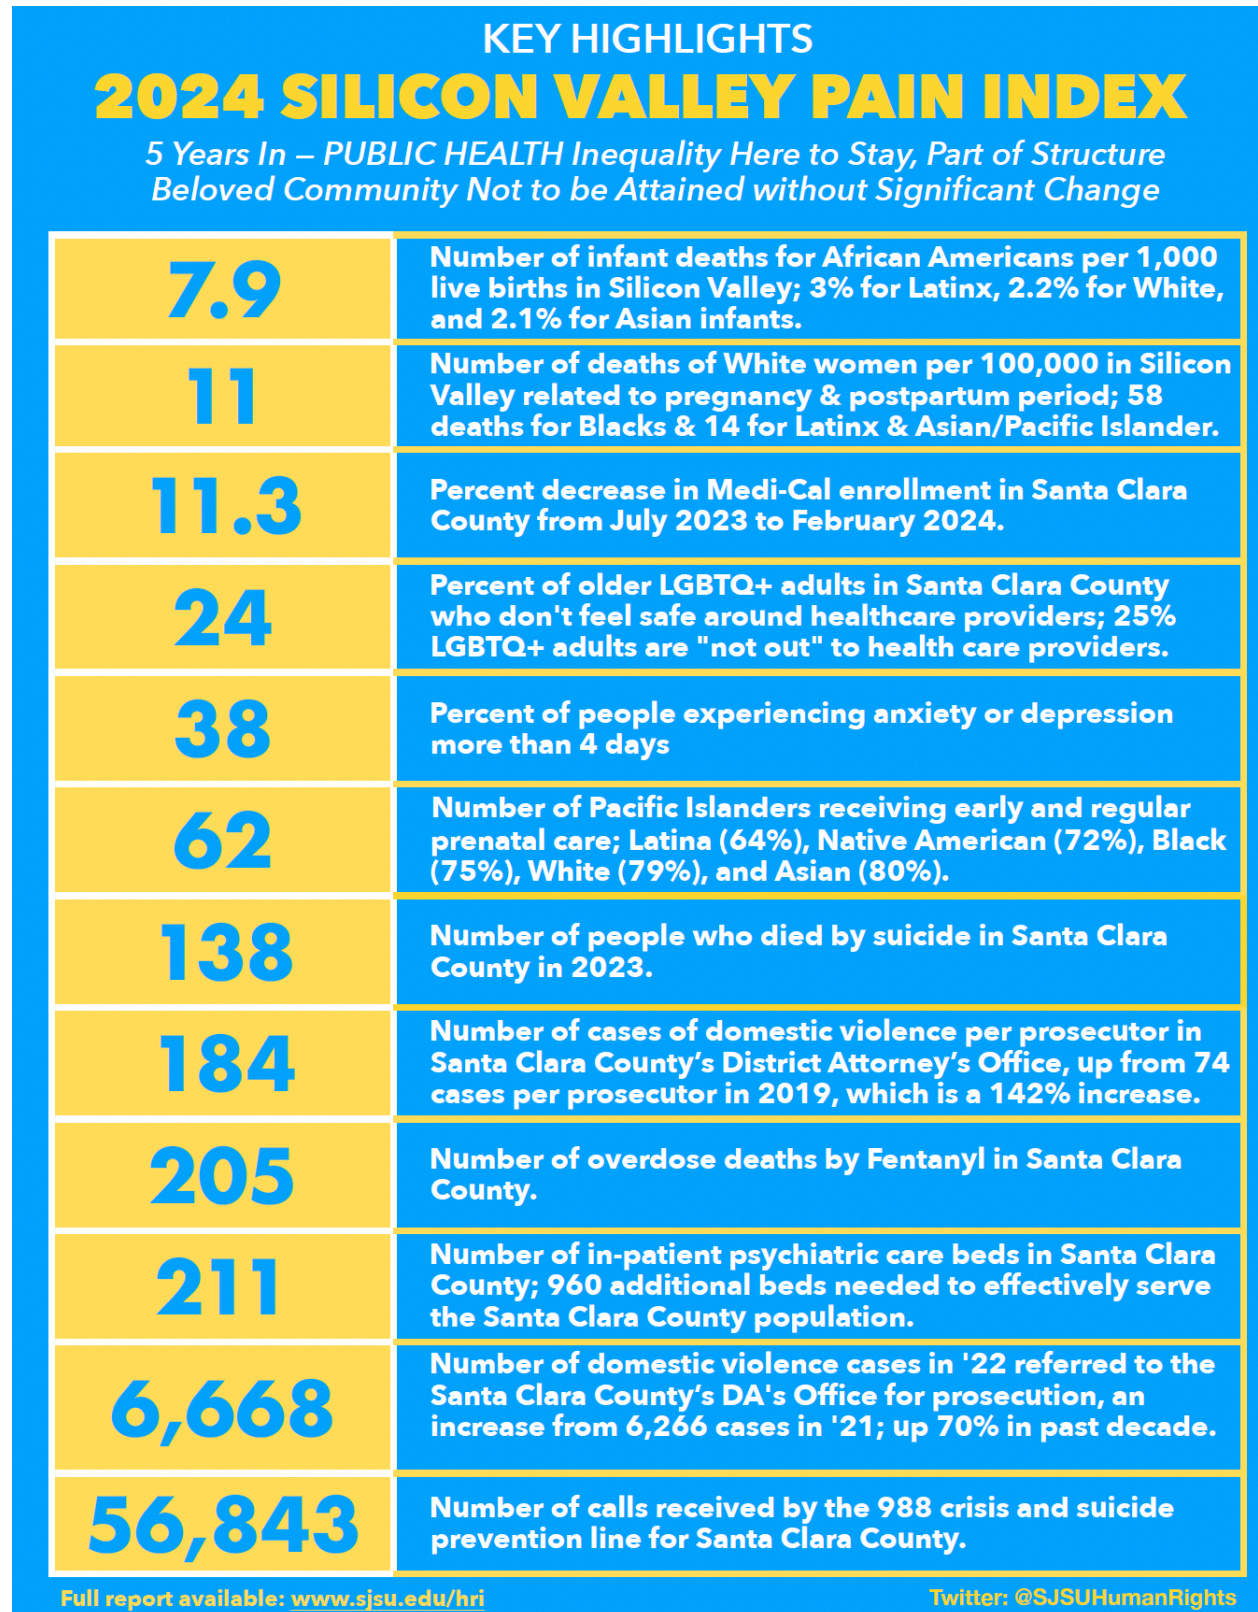 KEY HIGHLIGHTS
2024 SILICON VALLEY PAIN INDEX
5 Years In – PUBLIC HEALTH Inequality Here to Stay, Part of Structure
Beloved Community Not to be Attained without Significant Change
7.9
Number of infant deaths for African Americans per 1,000
live births in Silicon Valley; 3% for Latinx, 2.2% for White,
and 2.1% for Asian infants.
11
Number of deaths of White women per 100,000 in Silicon
Valley related to pregnancy & postpartum period; 58
deaths for Blacks & 14 for Latinx & Asian/Pacific Islander.
11.3
Percent decrease in Medi-Cal enrollment in Santa Clara
County from July 2023 to February 2024.
24
Percent of older LGBTQ+ adults in Santa Clara County
who don't feel safe around healthcare providers; 25%
LGBTQ+ adults are "not out" to health care providers.
38
Percent of people experiencing anxiety or depression
more than 4 days
62
Number of Pacific Islanders receiving early and regular
prenatal care; Latina (64%), Native American (72%), Black
(75%), White (79%), and Asian (80%).
138
Number of people who died by suicide in Santa Clara
County in 2023.
184
Number of cases of domestic violence per prosecutor in
Santa Clara County’s District Attorney’s Office, up from 74
cases per prosecutor in 2019, which is a 142% increase.
205
Number of overdose deaths by Fentanyl in Santa Clara
County.
211
Number of in-patient psychiatric care beds in Santa Clara
County; 960 additional beds needed to effectively serve
the Santa Clara County population.
6,668
Number of domestic violence cases in '22 referred to the
Santa Clara County’s DA's Office for prosecution, an
increase from 6,266 cases in '21; up 70% in past decade.
56,843
Number of calls received by the 988 crisis and suicide
prevention line for Santa Clara County.
Full report available: www.sjsu.edu/hri
Twitter: @SJSUHumanRights